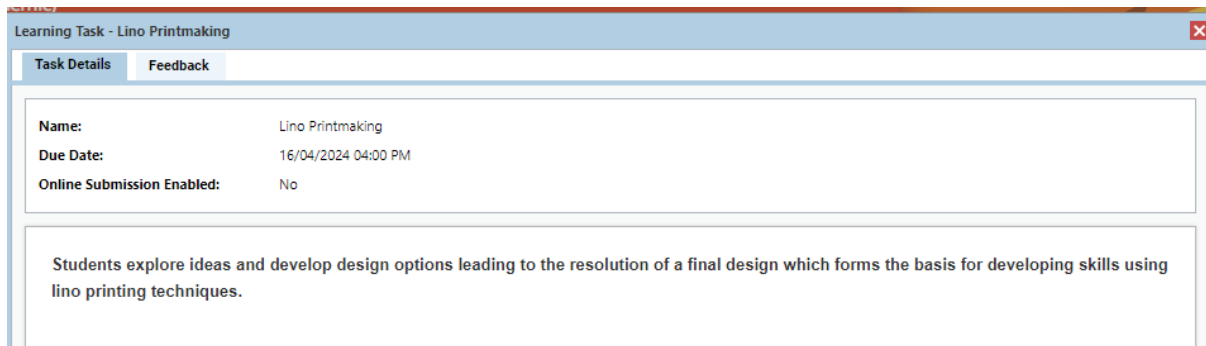 Learning Task - Lino Printmaking
Task Details Feedback
Name: Lino Printmaking
Due Date: 16/04/2024 04:00 PM
Online Submission Enabled: No
Students explore ideas and develop design options leading to the resolution of a final design which forms the basis for developing skills using
lino printing techniques.